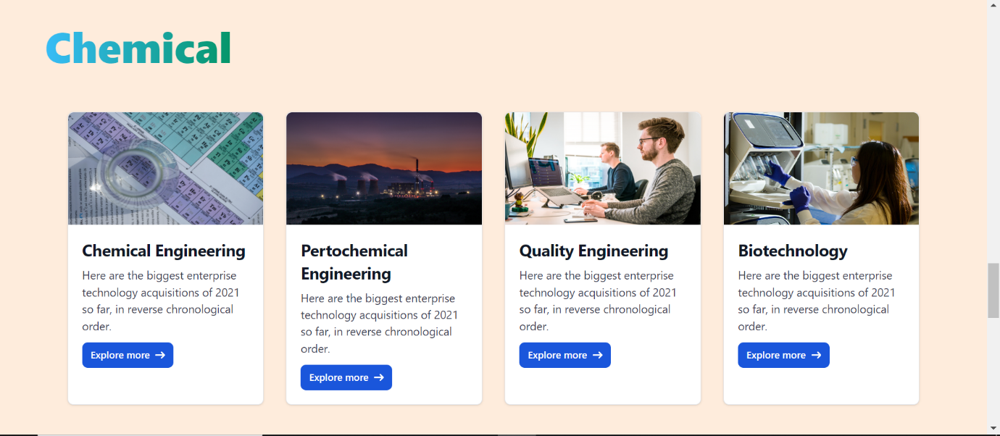 Chemical
Chemical Engineering
Here are the biggest enterprise
technology acquisitions of 2021
so far, in reverse chronological
order.
Explore more →
Pertochemical
Engineering
Here are the biggest enterprise
technology acquisitions of 2021
so far, in reverse chronological
order.
Explore more →
Quality Engineering
Here are the biggest enterprise
technology acquisitions of 2021
so far, in reverse chronological
order.
Explore more →
Biotechnology
Here are the biggest enterprise
technology acquisitions of 2021
so far, in reverse chronological
order.
Explore more →